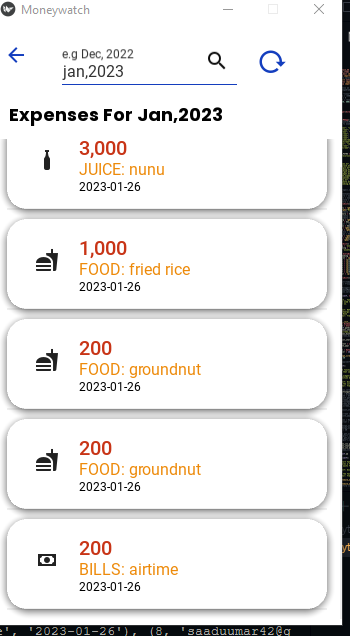 Moneywatch
e.g Dec, 2022
jan,2023
Expenses For Jan,2023
3,000
JUICE: nunu
2023-01-26
1,000
FOOD: fried rice
2023-01-26
200
FOOD: groundnut
2023-01-26
200
FOOD: groundnut
2023-01-26
200
BILLS: airtime
2023-01-26
', '2023-01-26'), (8, 'saaduumar42@g